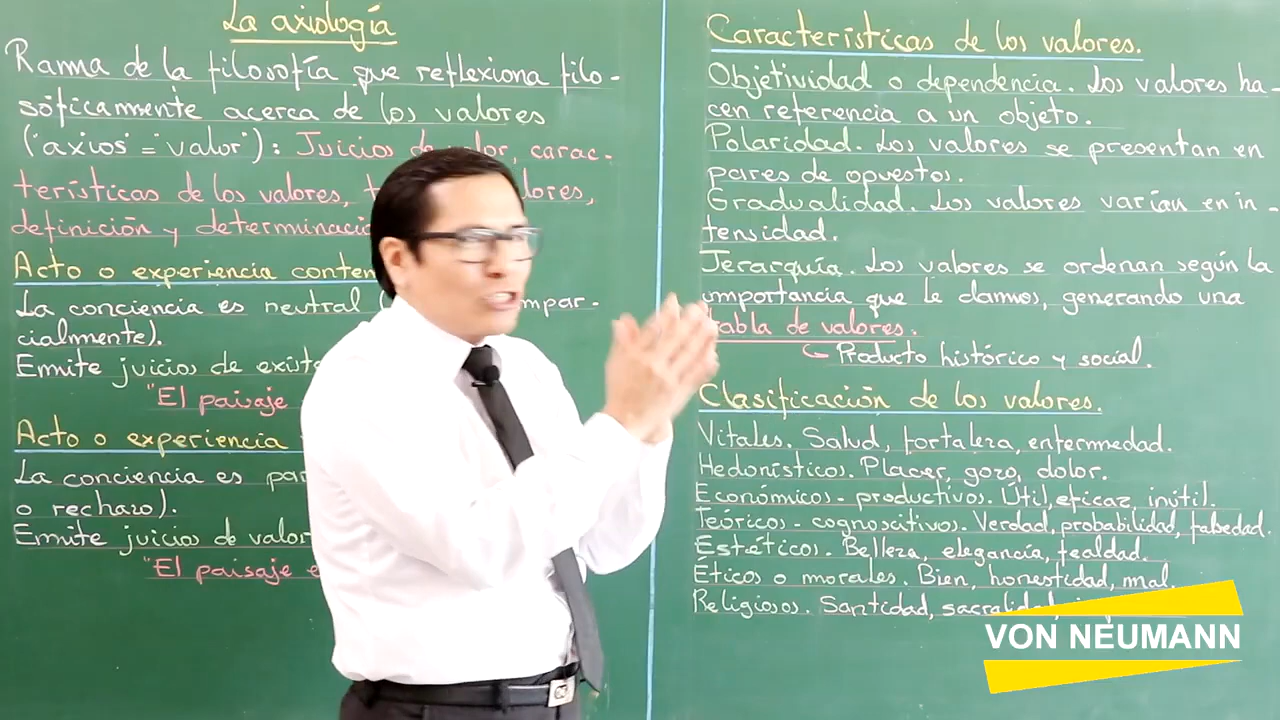 La axiología
Rama de la filosofía que reflexiona filo-
sóficamente acerca de los valores
("axios" = "valor"): Juicios de valor, carac-
terísticas de los valores, valores,
definición y
Acto o experiencia
La conciencia es neutral (
cialmente).
Emite juicios de
"El paisaje
Acto o experiencia
La conciencia es
o rechazo).
Emite juicios de valor
"El paisaje
Características de los valores.
Objetividad o dependencia. Los valores ha-
cen referencia a un objeto.
Polaridad. Los valores se presentan en
pares de opuestos.
Gradualidad. Los valores varían en in-
tensidad.
Jerarquía. Los valores se ordenan según la
importancia que le damos, generando una
tabla de valores.
Producto histórico y social.
Clasificación de los valores.
Vitales. Salud, fortaleza, enfermedad.
Hedonísticos. Placer, gozo, dolor.
Económicos - productivos. Útil, eficaz, inútil.
Teóricos - cognoscitivos. Verdad, probabilidad, falsedad.
Estéticos. Belleza, elegancia, fealdad.
Éticos o morales. Bien, honestidad, mal.
Religiosos. Santidad, sacralidad,
VON NEUMANN